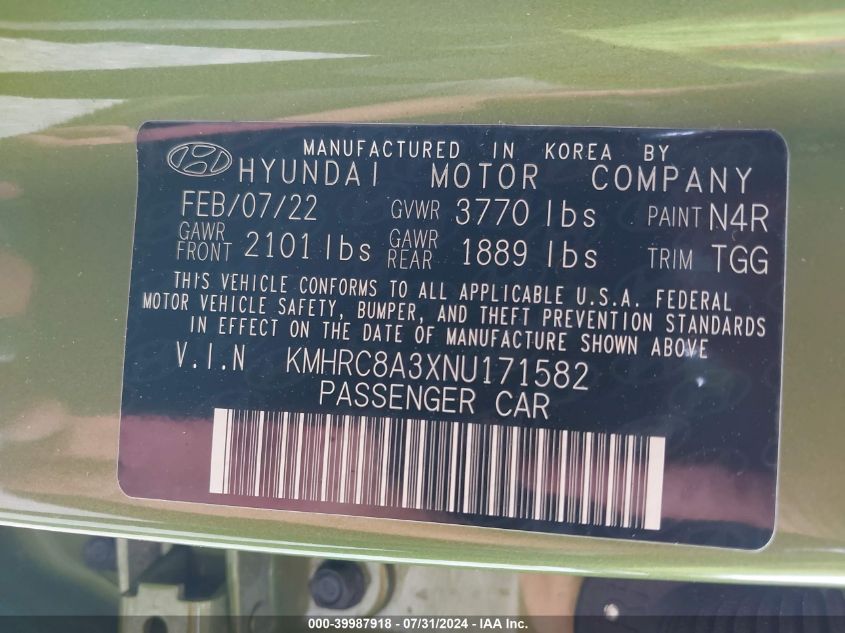 MANUFACTURED IN KOREA BY
HYUNDAI MOTOR COMPANY
FEB/07/22 GVWR 3770 lbs PAINT N4R
GAWR FRONT 2101 lbs GAWR REAR 1889 lbs TRIM TGG
THIS VEHICLE CONFORMS TO ALL APPLICABLE U.S.A. FEDERAL
MOTOR VEHICLE SAFETY, BUMPER, AND THEFT PREVENTION STANDARDS
IN EFFECT ON THE DATE OF MANUFACTURE SHOWN ABOVE
V.I.N KMHRC8A3XNU171582
PASSENGER CAR
000-39987918 - 07/31/2024 - IAA Inc.